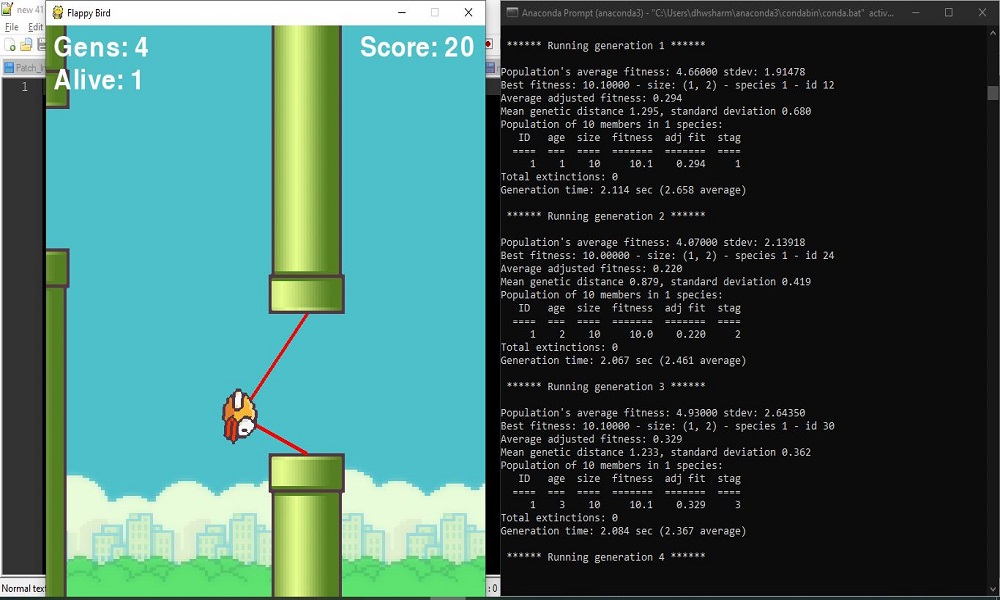 new 41
Flappy Bird
File Edit
1
Gens: 4
Score: 20
Alive: 1
Anaconda Prompt (anaconda3) - "C:\Users\dhwsharm\anaconda3\condabin\conda.bat" activ...
****** Running generation 1 ******
Population's average fitness: 4.66000 stdev: 1.91478
Best fitness: 10.10000 - size: (1, 2) - species 1 - id 12
Average adjusted fitness: 0.294
Mean genetic distance 1.295, standard deviation 0.680
Population of 10 members in 1 species:
ID age size fitness adj fit stag
==== === ==== ======= ======= ====
1 1 10 10.1 0.294 1
Total extinctions: 0
Generation time: 2.114 sec (2.658 average)
****** Running generation 2 ******
Population's average fitness: 4.07000 stdev: 2.13918
Best fitness: 10.00000 - size: (1, 2) - species 1 - id 24
Average adjusted fitness: 0.220
Mean genetic distance 0.879, standard deviation 0.419
Population of 10 members in 1 species:
ID age size fitness adj fit stag
==== === ==== ======= ======= ====
1 2 10 10.0 0.220 2
Total extinctions: 0
Generation time: 2.067 sec (2.461 average)
****** Running generation 3 ******
Population's average fitness: 4.93000 stdev: 2.64350
Best fitness: 10.10000 - size: (1, 2) - species 1 - id 30
Average adjusted fitness: 0.329
Mean genetic distance 1.233, standard deviation 0.362
Population of 10 members in 1 species:
ID age size fitness adj fit stag
==== === ==== ======= ======= ====
1 3 10 10.1 0.329 3
Total extinctions: 0
Generation time: 2.084 sec (2.367 average)
****** Running generation 4 ******
Normal tex
: 0